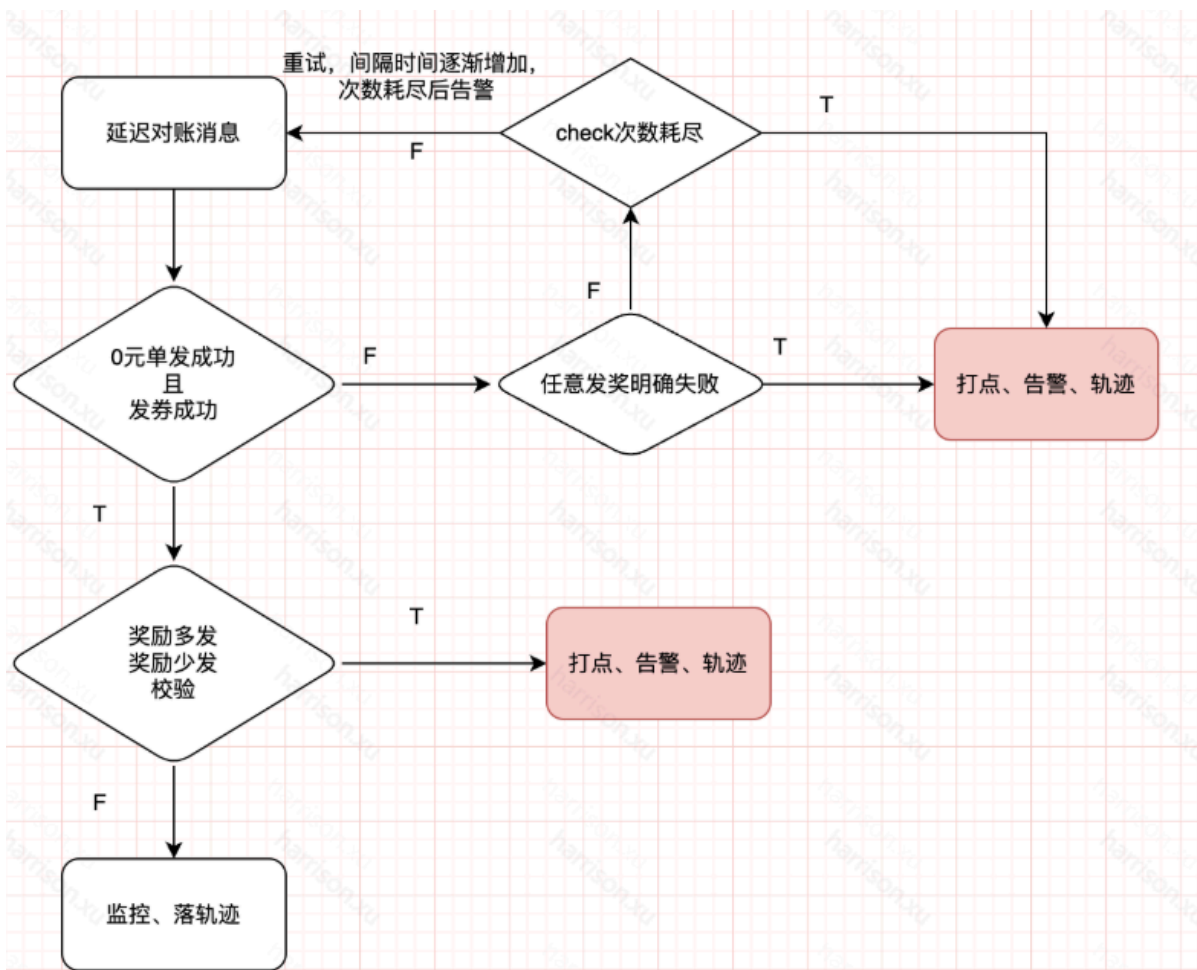 重试，间隔时间逐渐增加，
次数耗尽后告警
延迟对账消息
F
check次数耗尽
T
F
0元单发成功
且
发券成功
F
任意发奖明确失败
T
打点、告警、轨迹
T
奖励多发
奖励少发
校验
T
打点、告警、轨迹
F
监控、落轨迹
harrison.xu